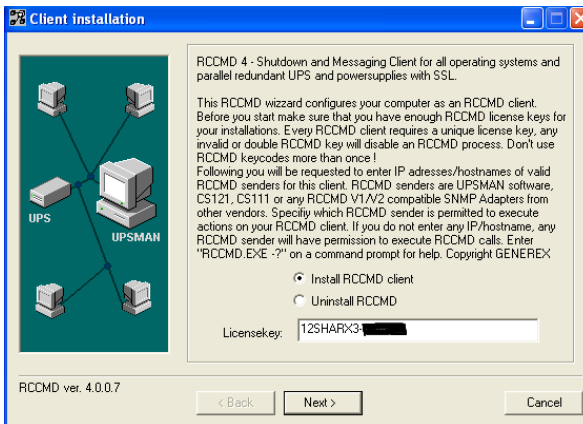 Client installation
RCCMD 4 - Shutdown and Messaging Client for all operating systems and
parallel redundant UPS and powersupplies with SSL.
This RCCMD wizzard configures your computer as an RCCMD client.
Before you start make sure that you have enough RCCMD license keys for
your installations. Every RCCMD client requires a unique license key, any
invalid or double RCCMD key will disable an RCCMD process. Don't use
RCCMD keycodes more than once !
Following you will be requested to enter IP adresses/hostnames of valid
RCCMD senders for this client. RCCMD senders are UPSMAN software,
CS121, CS111 or any RCCMD V1/V2 compatible SNMP Adapters from
other vendors. Specifiy which RCCMD sender is permitted to execute
actions on your RCCMD client. If you do not enter any IP/hostname, any
RCCMD sender will have permission to execute RCCMD calls. Enter
"RCCMD.EXE -?" on a command prompt for help. Copyright GENEREX
UPS
UPSMAN
Install RCCMD client
Uninstall RCCMD
Licensekey:
12SHARX3-
RCCMD ver. 4.0.0.7
< Back
Next >
Cancel